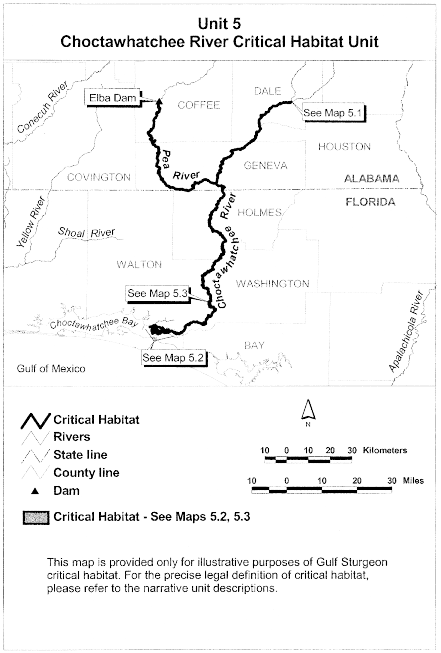 Unit 5
Choctawhatchee River Critical Habitat Unit
Conecuh River
Elba Dam
COFFEE
DALE
See Map 5.1
HOUSTON
Pea River
GENEVA
COVINGTON
ALABAMA
FLORIDA
Yellow River
Shoal River
HOLMES
Choctawhatchee River
WALTON
WASHINGTON
See Map 5.3
Choctawhatchee Bay
BAY
Apalachicola River
See Map 5.2
Gulf of Mexico
Critical Habitat
Rivers
State line
County line
Dam
N
10 0 10 20 30 Kilometers
10 0 10 20 30 Miles
Critical Habitat - See Maps 5.2, 5.3
This map is provided only for illustrative purposes of Gulf Sturgeon
critical habitat. For the precise legal definition of critical habitat,
please refer to the narrative unit descriptions.